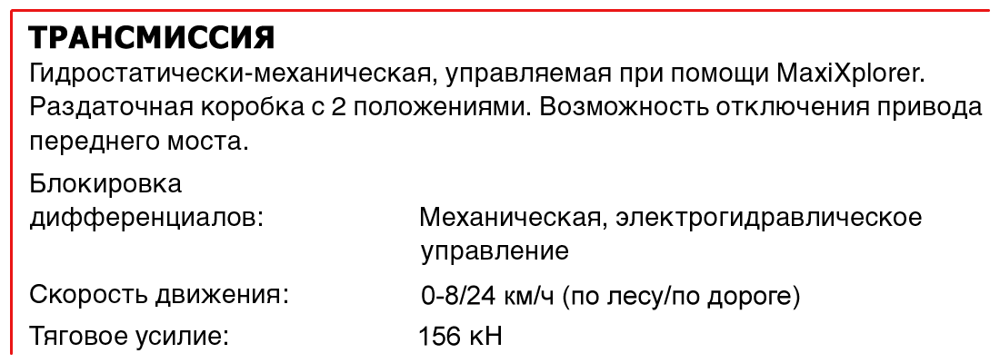 ТРАНСМИССИЯ
Гидростатически-механическая, управляемая при помощи MaxiXplorer.
Раздаточная коробка с 2 положениями. Возможность отключения привода
переднего моста.
Блокировка
дифференциалов: Механическая, электрогидравлическое
управление
Скорость движения: 0-8/24 км/ч (по лесу/по дороге)
Тяговое усилие: 156 кН